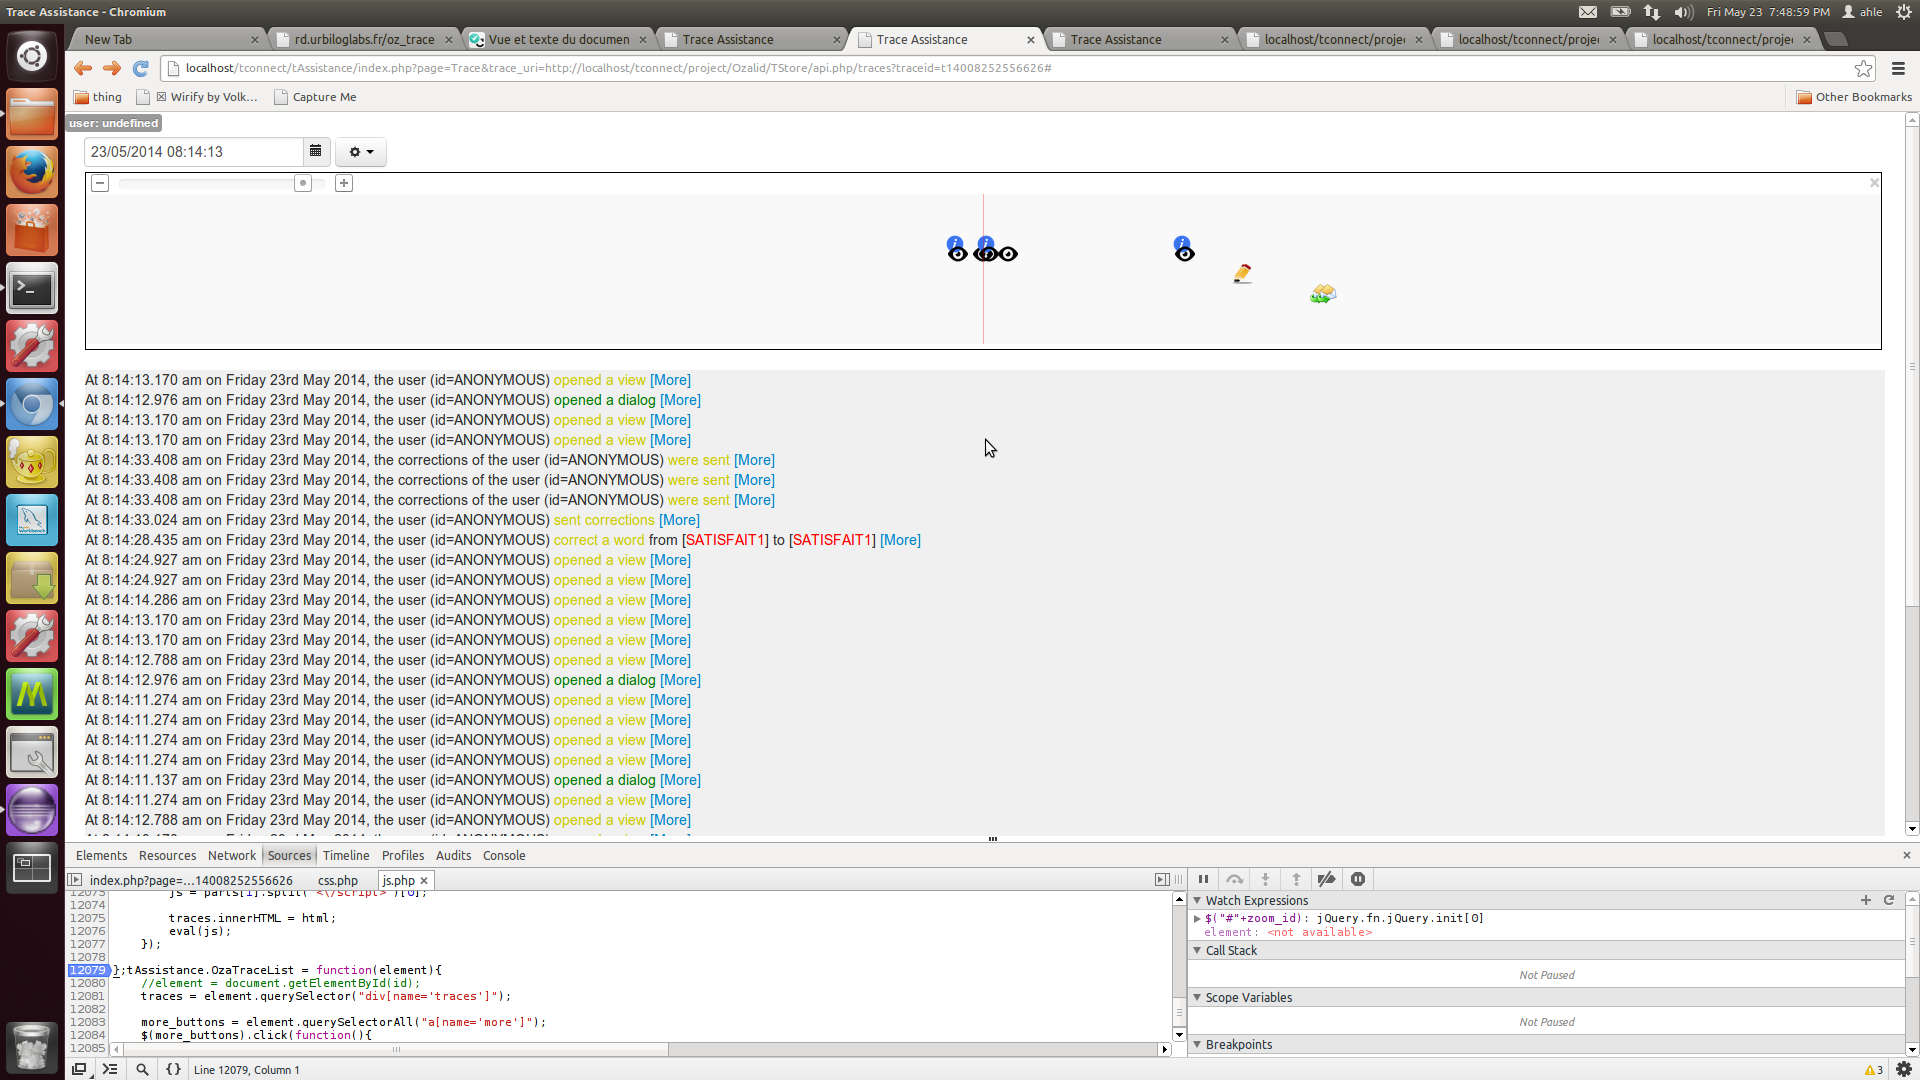 Trace Assistance - Chromium
Fri May 23 7:48:59 PM ahle
New Tab
rd.urbiloglabs.fr/oz_trace
Vue et texte du documen
Trace Assistance
Trace Assistance
Trace Assistance
localhost/tconnect/proje
localhost/tconnect/proje
localhost/tconnect/proje
localhost/tconnect/tAssistance/index.php?page=Trace&trace_uri=http://localhost/tconnect/project/Ozalid/TStore/api.php/traces?traceid=t14008252556626#
thing
Wirify by Volk...
Capture Me
Other Bookmarks
user: undefined
23/05/2014 08:14:13
At 8:14:13.170 am on Friday 23rd May 2014, the user (id=ANONYMOUS) opened a view [More]
At 8:14:12.976 am on Friday 23rd May 2014, the user (id=ANONYMOUS) opened a dialog [More]
At 8:14:13.170 am on Friday 23rd May 2014, the user (id=ANONYMOUS) opened a view [More]
At 8:14:13.170 am on Friday 23rd May 2014, the user (id=ANONYMOUS) opened a view [More]
At 8:14:33.408 am on Friday 23rd May 2014, the corrections of the user (id=ANONYMOUS) were sent [More]
At 8:14:33.408 am on Friday 23rd May 2014, the corrections of the user (id=ANONYMOUS) were sent [More]
At 8:14:33.408 am on Friday 23rd May 2014, the corrections of the user (id=ANONYMOUS) were sent [More]
At 8:14:33.024 am on Friday 23rd May 2014, the user (id=ANONYMOUS) sent corrections [More]
At 8:14:28.435 am on Friday 23rd May 2014, the user (id=ANONYMOUS) correct a word from [SATISFAIT1] to [SATISFAIT1] [More]
At 8:14:24.927 am on Friday 23rd May 2014, the user (id=ANONYMOUS) opened a view [More]
At 8:14:24.927 am on Friday 23rd May 2014, the user (id=ANONYMOUS) opened a view [More]
At 8:14:14.286 am on Friday 23rd May 2014, the user (id=ANONYMOUS) opened a view [More]
At 8:14:13.170 am on Friday 23rd May 2014, the user (id=ANONYMOUS) opened a view [More]
At 8:14:13.170 am on Friday 23rd May 2014, the user (id=ANONYMOUS) opened a view [More]
At 8:14:12.788 am on Friday 23rd May 2014, the user (id=ANONYMOUS) opened a view [More]
At 8:14:12.976 am on Friday 23rd May 2014, the user (id=ANONYMOUS) opened a dialog [More]
At 8:14:11.274 am on Friday 23rd May 2014, the user (id=ANONYMOUS) opened a view [More]
At 8:14:11.274 am on Friday 23rd May 2014, the user (id=ANONYMOUS) opened a view [More]
At 8:14:11.274 am on Friday 23rd May 2014, the user (id=ANONYMOUS) opened a view [More]
At 8:14:11.274 am on Friday 23rd May 2014, the user (id=ANONYMOUS) opened a view [More]
At 8:14:11.137 am on Friday 23rd May 2014, the user (id=ANONYMOUS) opened a dialog [More]
At 8:14:11.274 am on Friday 23rd May 2014, the user (id=ANONYMOUS) opened a view [More]
At 8:14:12.788 am on Friday 23rd May 2014, the user (id=ANONYMOUS) opened a view [More]
Elements Resources Network Sources Timeline Profiles Audits Console
index.php?page=...14008252556626 css.php js.php
12073 js = parts[1].split("<\/script>")[0];
12074
12075 traces.innerHTML = html;
12076 eval(js);
12077 });
12078
12079 };tAssistance.OzaTraceList = function(element){
12080 //element = document.getElementById(id);
12081 traces = element.querySelector("div[name='traces']");
12082
12083 more_buttons = element.querySelectorAll("a[name='more']");
12084 $(more_buttons).click(function(){
12085
Watch Expressions
$("#"+zoom_id): jQuery.fn.jQuery.init[0]
element: <not available>
Call Stack
Not Paused
Scope Variables
Not Paused
Breakpoints
Line 12079, Column 1
3